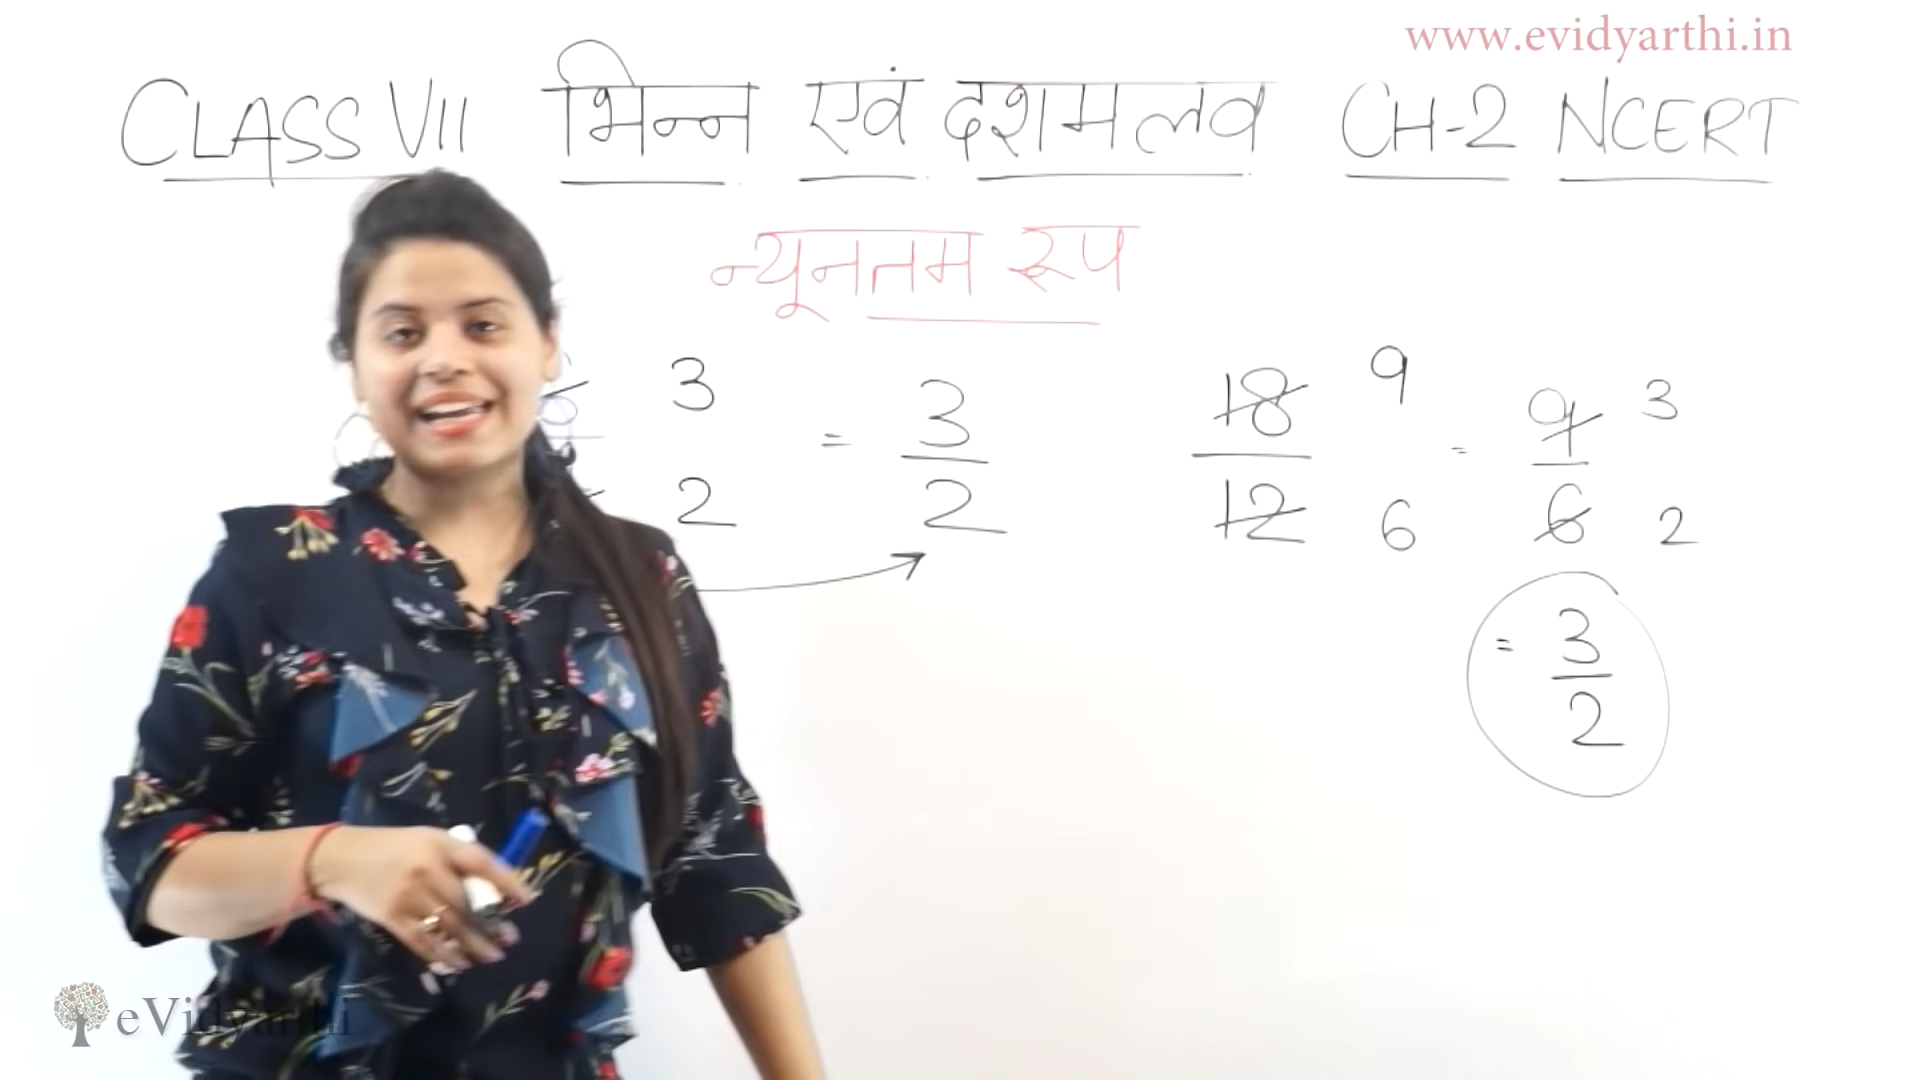 www.evidyarthi.in
CLASS VII भिन्न एवं दशमलव CH-2 NCERT
न्यूनतम रूप
3 = 3 18 9 = 9 3
2 2 12 6 6 2
= 3
2
eVidyarthi